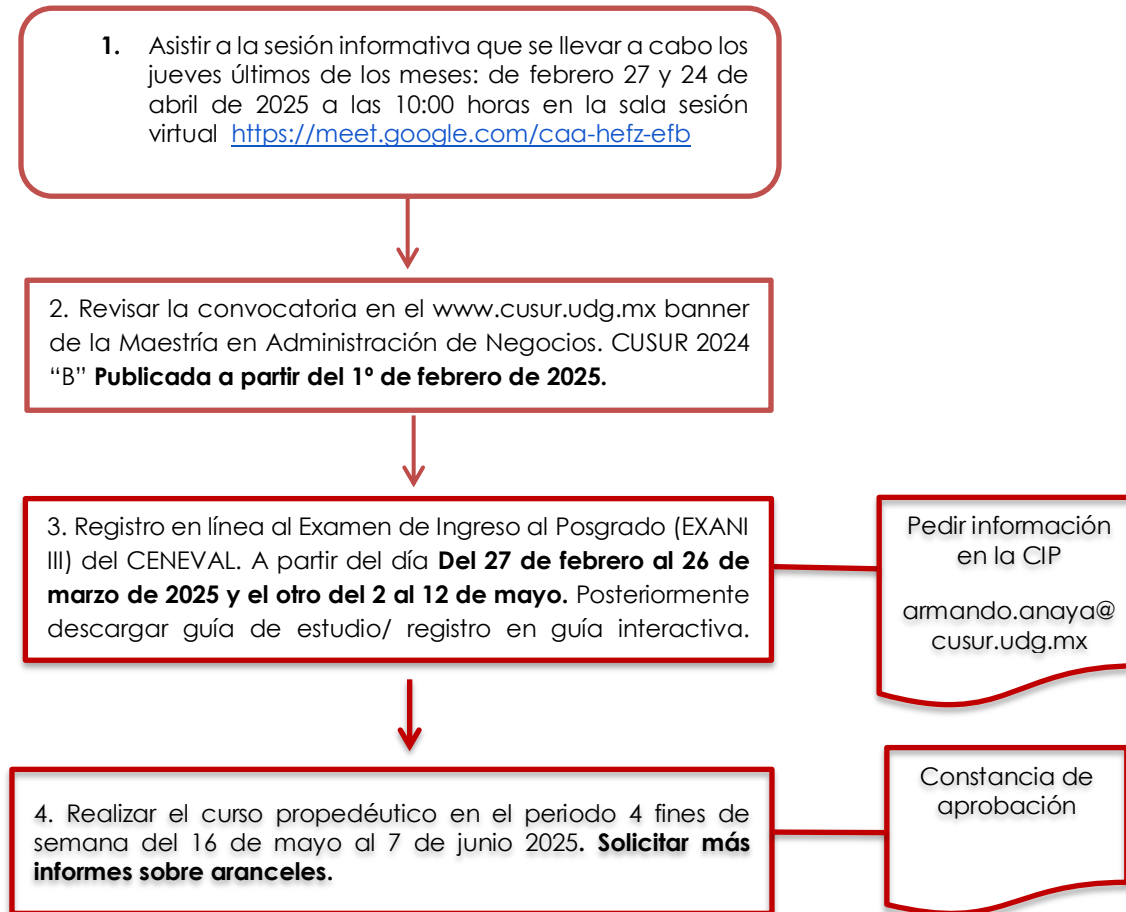 1. Asistir a la sesión informativa que se llevar a cabo los
jueves últimos de los meses: de febrero 27 y 24 de
abril de 2025 a las 10:00 horas en la sala sesión
virtual https://meet.google.com/caa-hefz-efb
2. Revisar la convocatoria en el www.cusur.udg.mx banner
de la Maestría en Administración de Negocios. CUSUR 2024
“B” Publicada a partir del 1º de febrero de 2025.
3. Registro en línea al Examen de Ingreso al Posgrado (EXANI
III) del CENEVAL. A partir del día Del 27 de febrero al 26 de
marzo de 2025 y el otro del 2 al 12 de mayo. Posteriormente
descargar guía de estudio/ registro en guía interactiva.
Pedir información
en la CIP
armando.anaya@
cusur.udg.mx
4. Realizar el curso propedéutico en el periodo 4 fines de
semana del 16 de mayo al 7 de junio 2025. Solicitar más
informes sobre aranceles.
Constancia de
aprobación